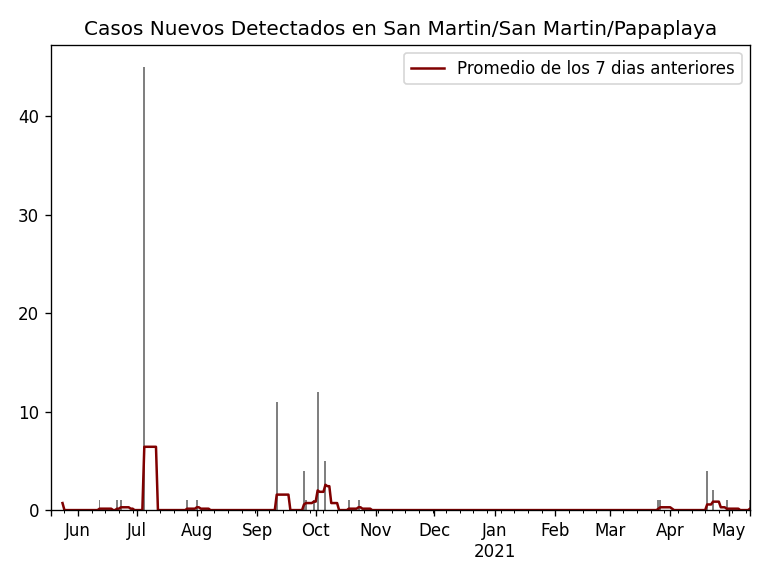 Casos Nuevos Detectados en San Martin/San Martin/Papaplaya
Promedio de los 7 dias anteriores
40
30
20
10
0
Jun Jul Aug Sep Oct Nov Dec Jan Feb Mar Apr May
2021